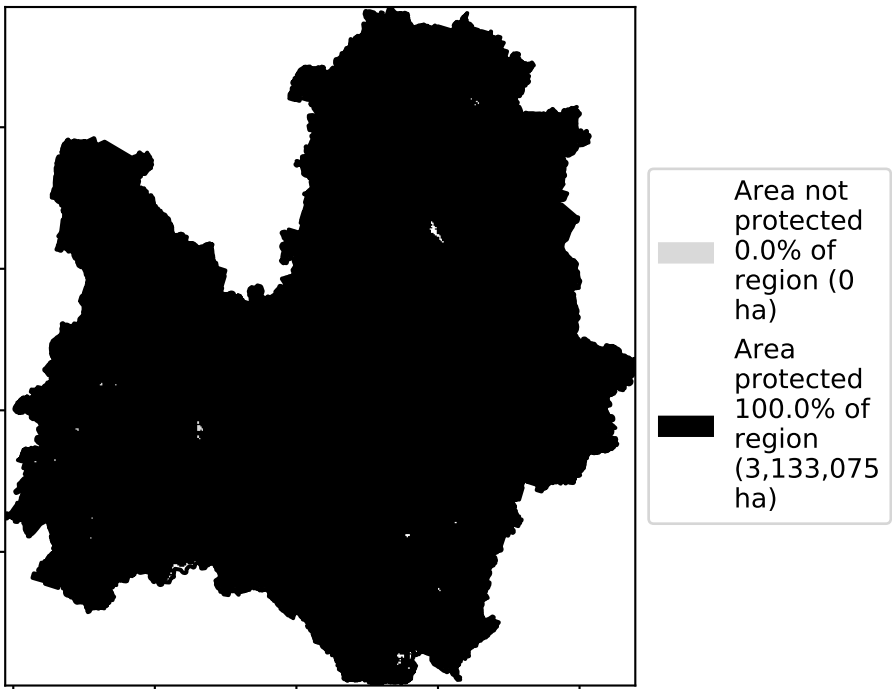 Area not
protected
0.0% of
region (0
ha)
Area
protected
100.0% of
region
(3,133,075
ha)